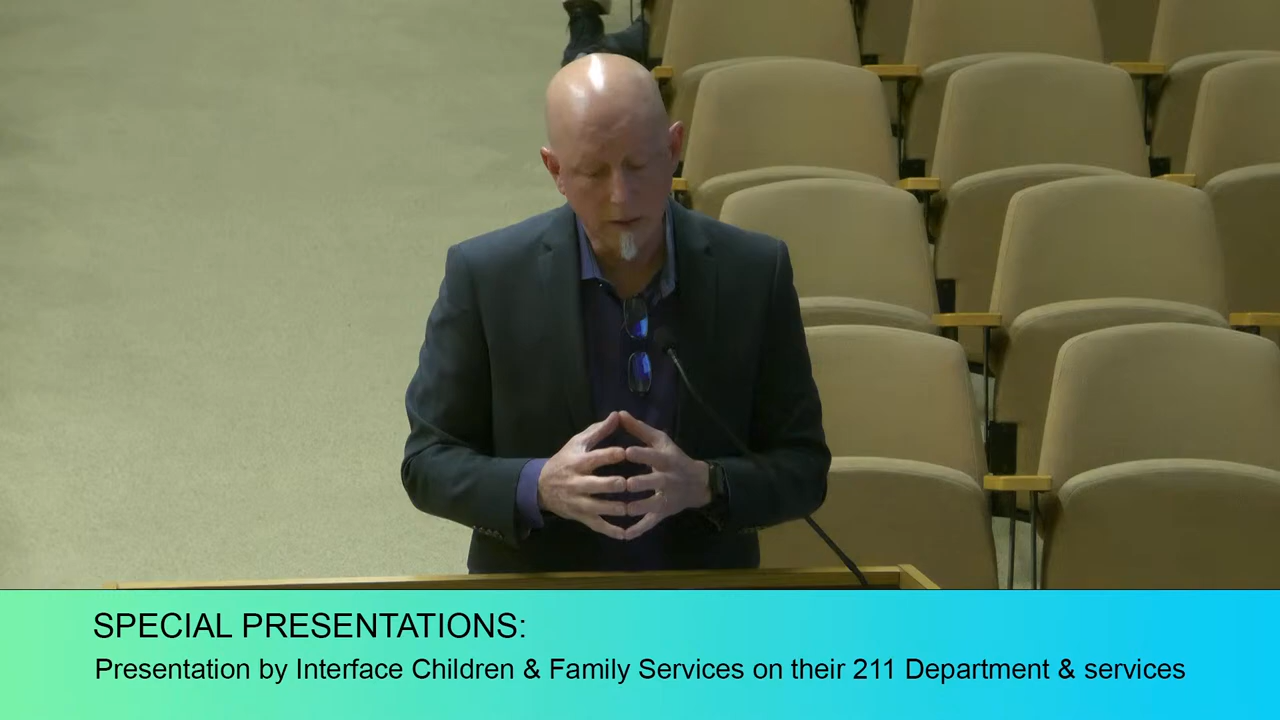 SPECIAL PRESENTATIONS:
Presentation by Interface Children & Family Services on their 211 Department & services